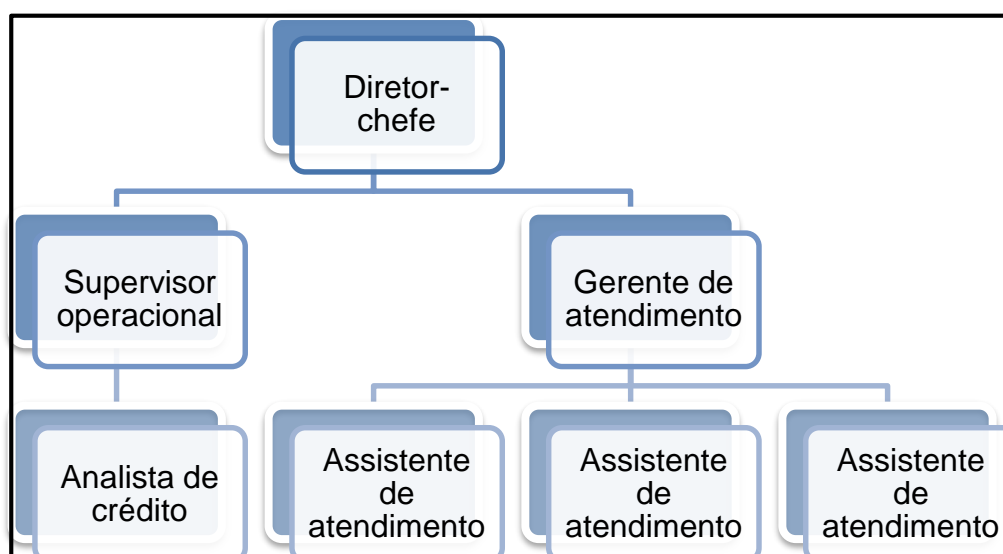 Diretor-
chefe
Supervisor
operacional
Gerente de
atendimento
Analista de
crédito
Assistente
de
atendimento
Assistente
de
atendimento
Assistente
de
atendimento